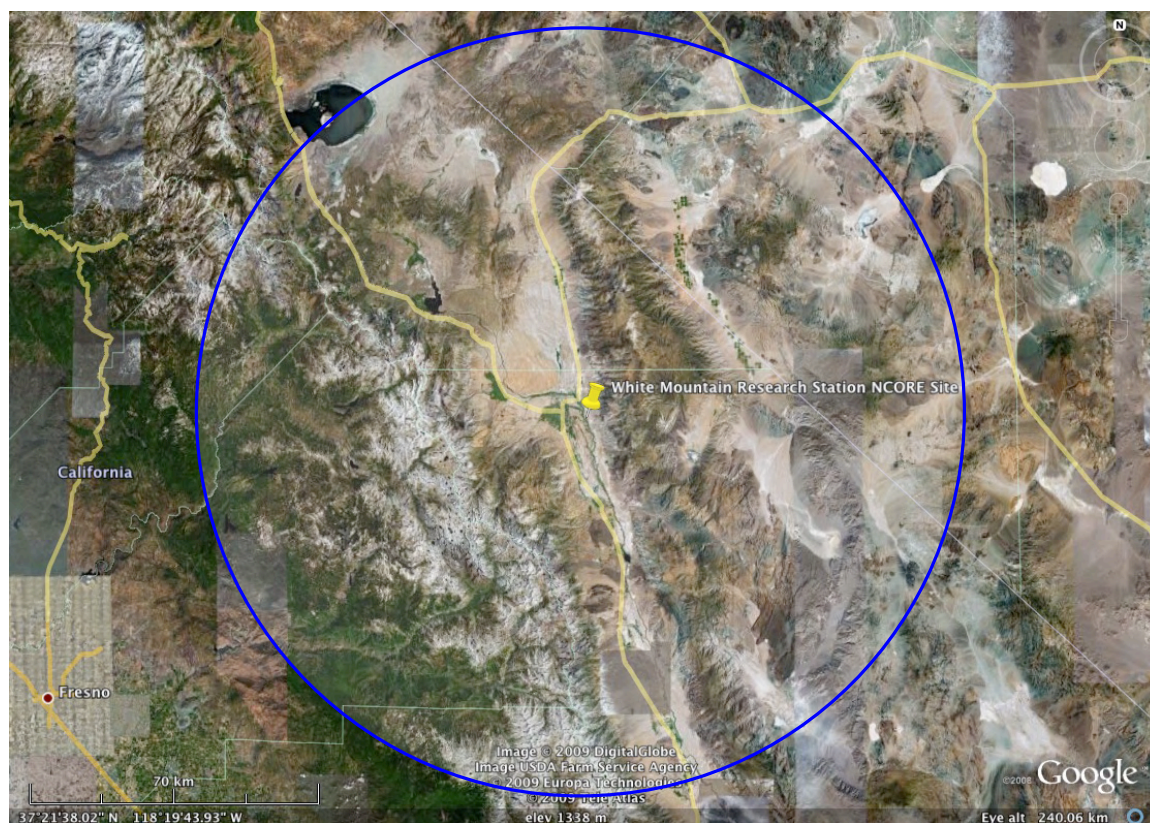 N
White Mountain Research Station NCORE Site
California
Fresno
Image © 2009 DigitalGlobe
Image USDA Farm Service Agency
© 2009 Europa Technologies
© 2009 Tele Atlas
70 km
©2008 Google
37°21'38.02" N 118°19'43.93" W
elev 1338 m
Eye alt 240.06 km